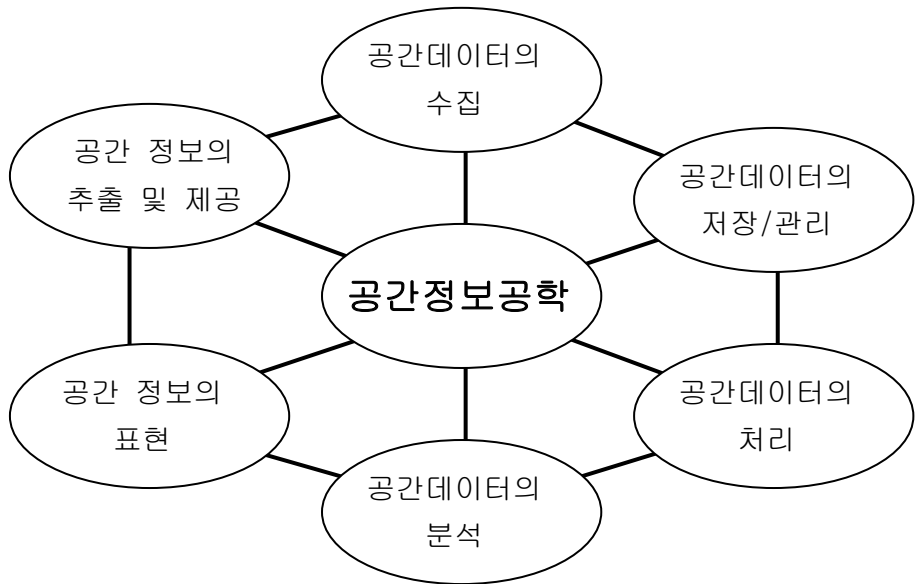 공간데이터의
수집
공간 정보의
추출 및 제공
공간데이터의
저장/관리
공간정보공학
공간 정보의
표현
공간데이터의
처리
공간데이터의
분석